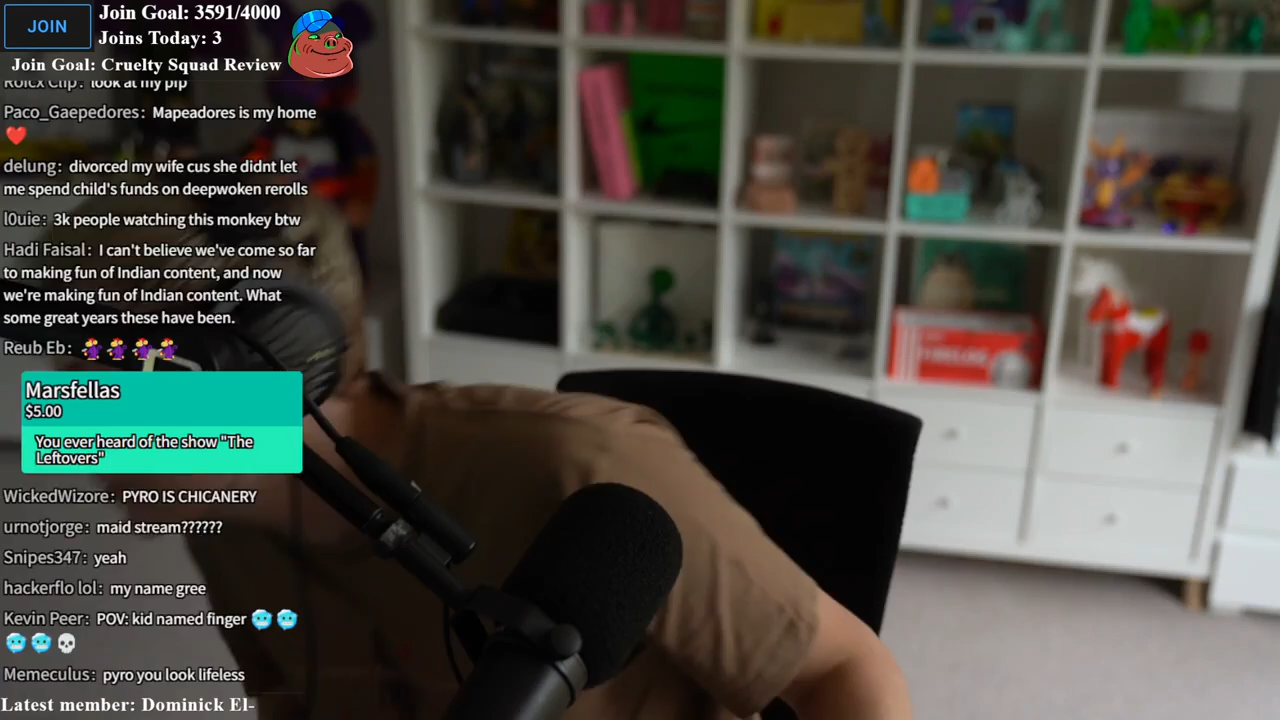 JOIN
Join Goal: 3591/4000
Joins Today: 3
Join Goal: Cruelty Squad Review
look at my pip
Paco_Gaepedores: Mapeadores is my home
❤️
delung: divorced my wife cus she didnt let
me spend child's funds on deepwoken rerolls
l0uie: 3k people watching this monkey btw
Hadi Faisal: I can't believe we've come so far
to making fun of Indian content, and now
we're making fun of Indian content. What
some great years these have been.
Reub Eb:
Marsfellas
$5.00
You ever heard of the show "The
Leftovers"
WickedWizore: PYRO IS CHICANERY
urnotjorge: maid stream??????
Snipes347: yeah
hackerflo lol: my name gree
Kevin Peer: POV: kid named finger 🥶 🥶
🥶 🥶 💀
Memeculus: pyro you look lifeless
Latest member: Dominick El-